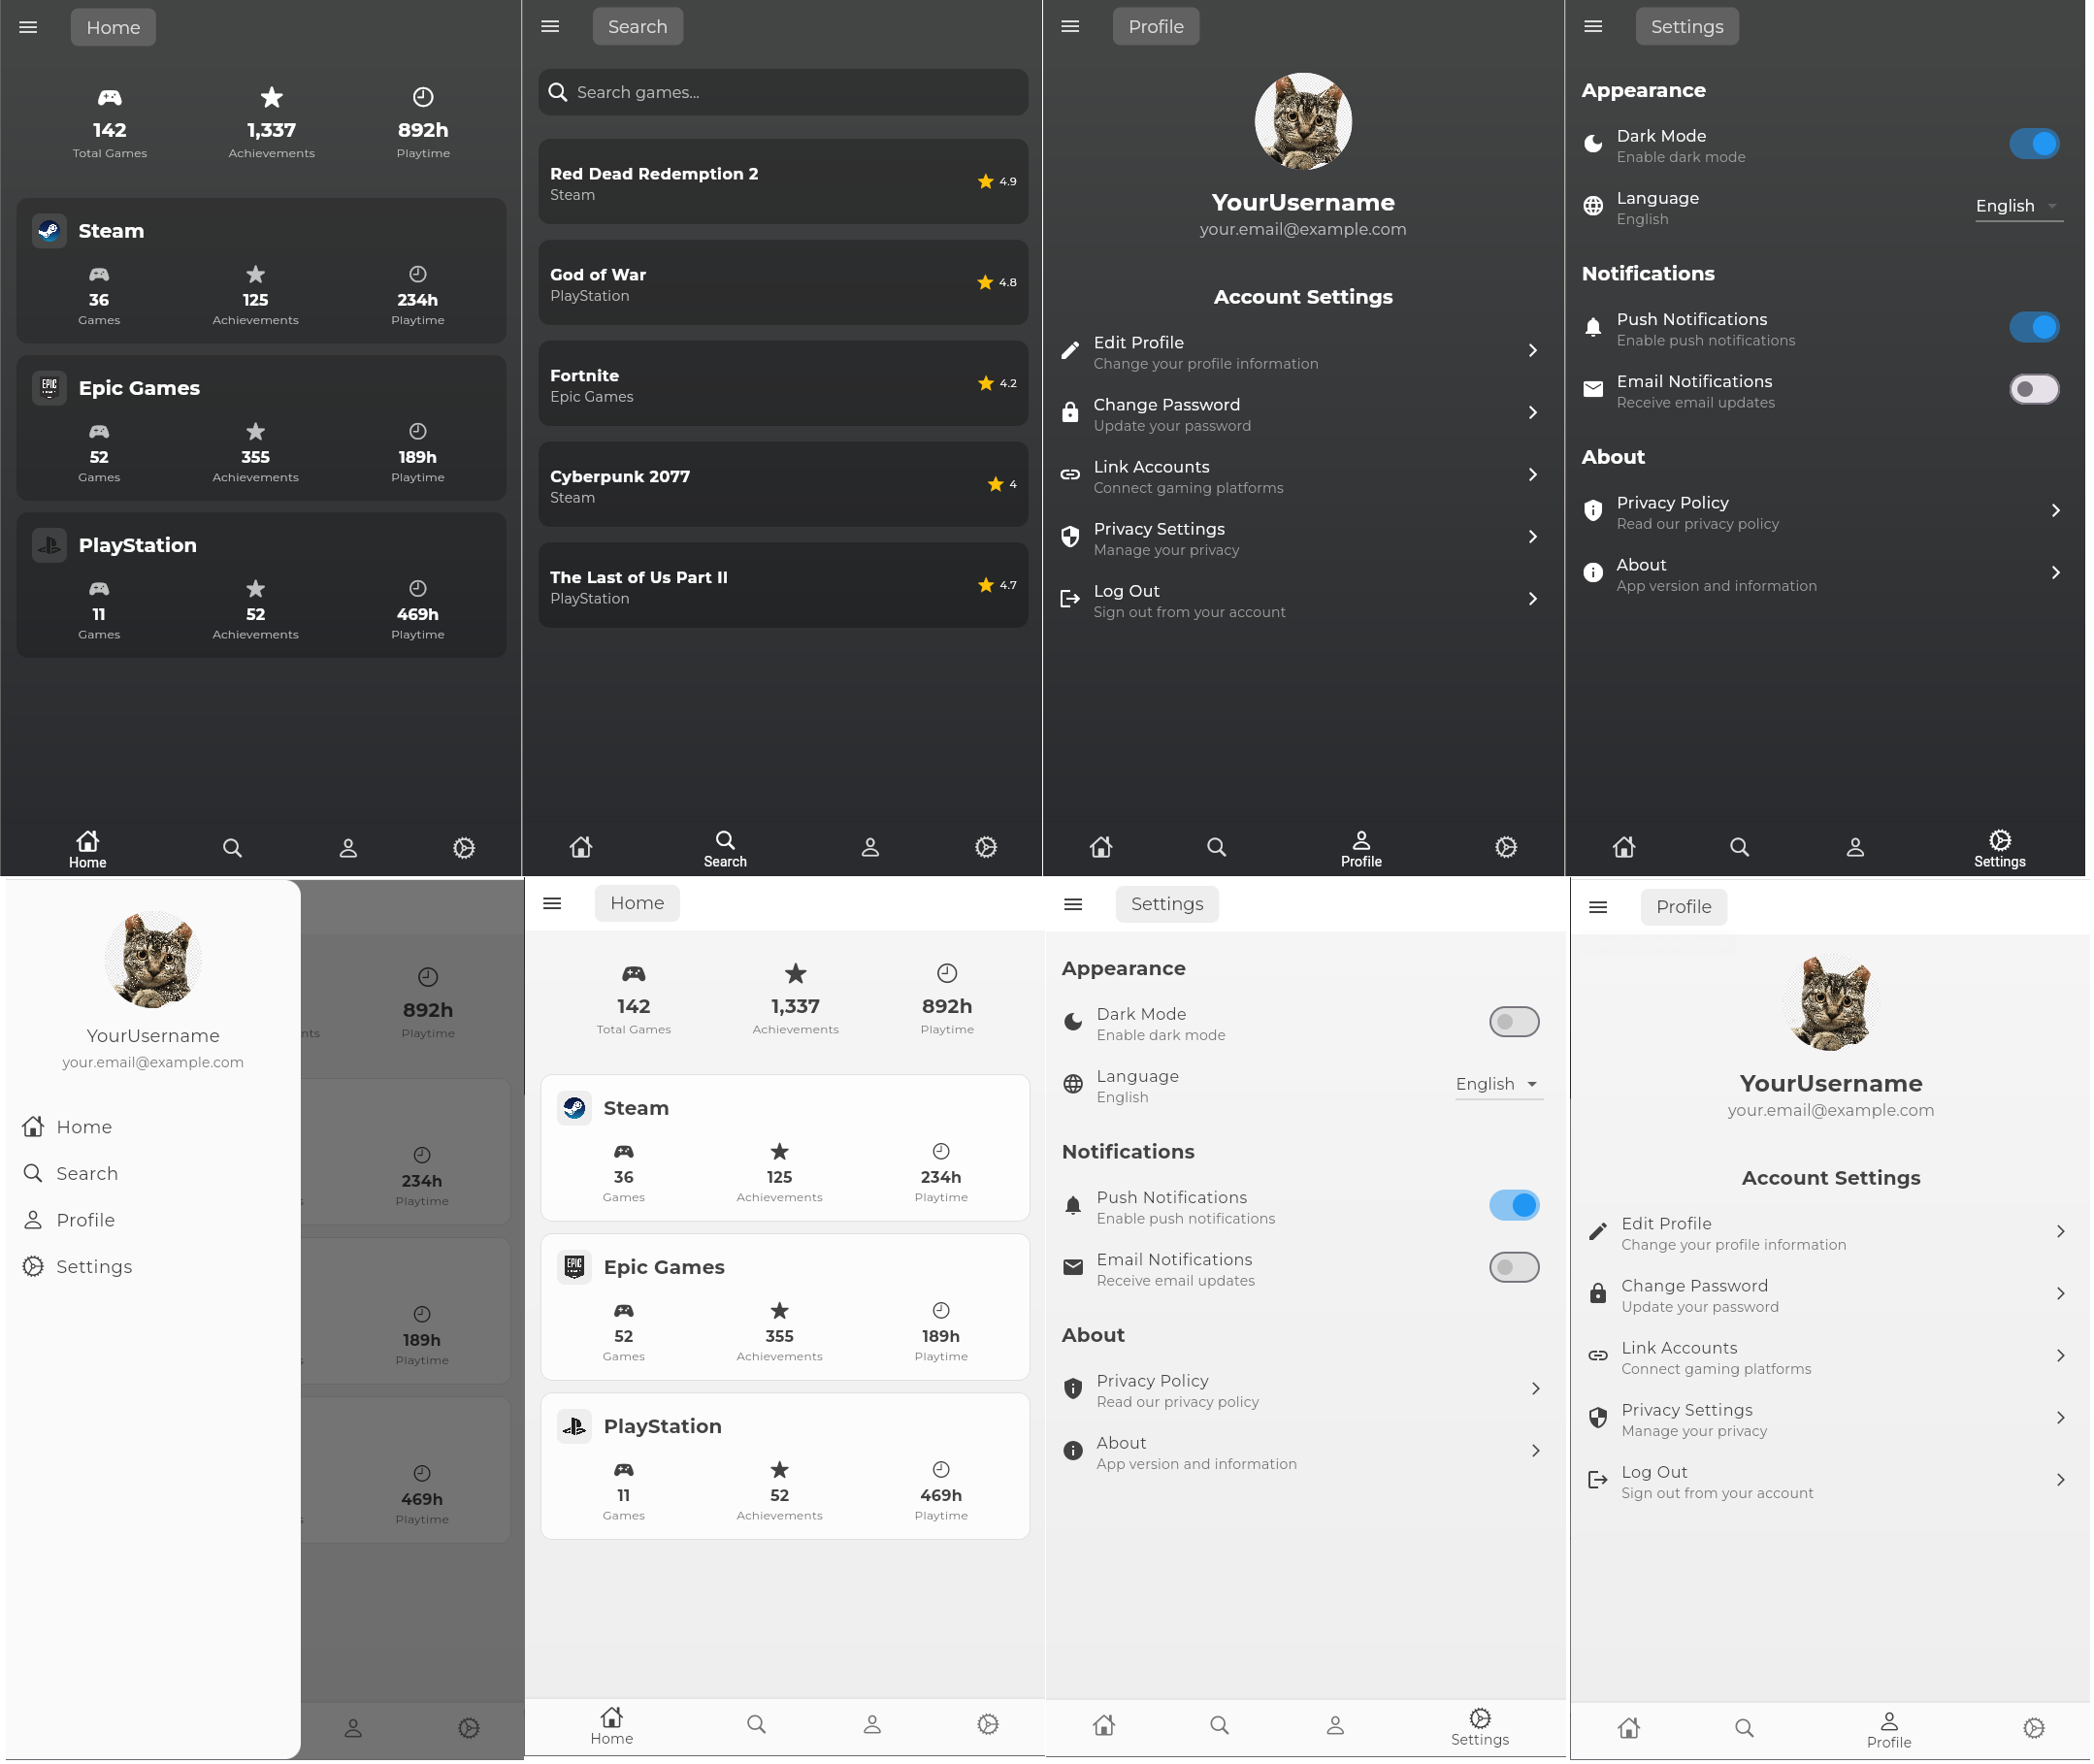 Home
142
1,337
892h
Total Games
Achievements
Playtime
Steam
36
125
234h
Games
Achievements
Playtime
EPIC
Epic Games
52
355
189h
Games
Achievements
Playtime
PlayStation
11
52
469h
Games
Achievements
Playtime
Home
Search
Search games...
Red Dead Redemption 2
Steam
4.9
God of War
PlayStation
4.8
Fortnite
Epic Games
4.2
Cyberpunk 2077
Steam
4
The Last of Us Part II
PlayStation
4.7
Search
Profile
YourUsername
your.email@example.com
Account Settings
Edit Profile
Change your profile information
Change Password
Update your password
Link Accounts
Connect gaming platforms
Privacy Settings
Manage your privacy
Log Out
Sign out from your account
Profile
Settings
Appearance
Dark Mode
Enable dark mode
Language
English
English
Notifications
Push Notifications
Enable push notifications
Email Notifications
Receive email updates
About
Privacy Policy
Read our privacy policy
About
App version and information
Settings
YourUsername
your.email@example.com
Home
Search
Profile
Settings
892h
nts
Playtime
234h
s
Playtime
189h
s
Playtime
469h
s
Playtime
Home
142
1,337
892h
Total Games
Achievements
Playtime
Steam
36
125
234h
Games
Achievements
Playtime
EPIC
Epic Games
52
355
189h
Games
Achievements
Playtime
PlayStation
11
52
469h
Games
Achievements
Playtime
Home
Settings
Appearance
Dark Mode
Enable dark mode
Language
English
English
Notifications
Push Notifications
Enable push notifications
Email Notifications
Receive email updates
About
Privacy Policy
Read our privacy policy
About
App version and information
Settings
Profile
YourUsername
your.email@example.com
Account Settings
Edit Profile
Change your profile information
Change Password
Update your password
Link Accounts
Connect gaming platforms
Privacy Settings
Manage your privacy
Log Out
Sign out from your account
Profile